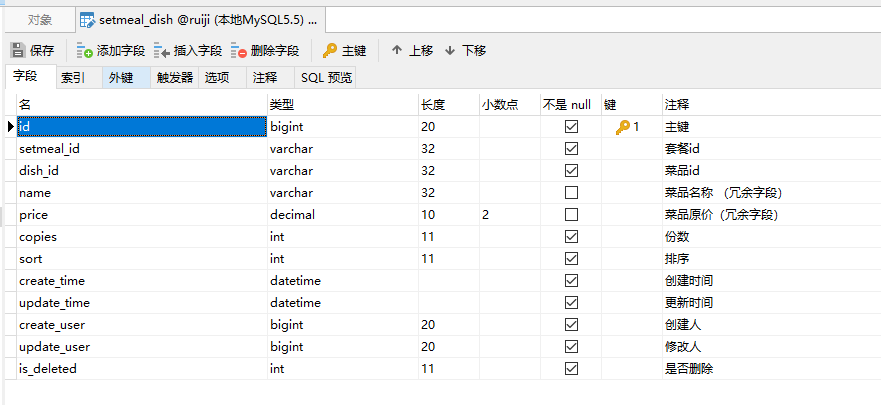 对象 setmeal_dish @ruiji (本地MySQL5.5) ...
保存 添加字段 插入字段 删除字段 主键 上移 下移
字段 索引 外键 触发器 选项 注释 SQL 预览
名 类型 长度 小数点 不是 null 键 注释
id bigint 20 1 主键
setmeal_id varchar 32 套餐id
dish_id varchar 32 菜品id
name varchar 32 菜品名称 （冗余字段）
price decimal 10 2 菜品原价（冗余字段）
copies int 11 份数
sort int 11 排序
create_time datetime 创建时间
update_time datetime 更新时间
create_user bigint 20 创建人
update_user bigint 20 修改人
is_deleted int 11 是否删除